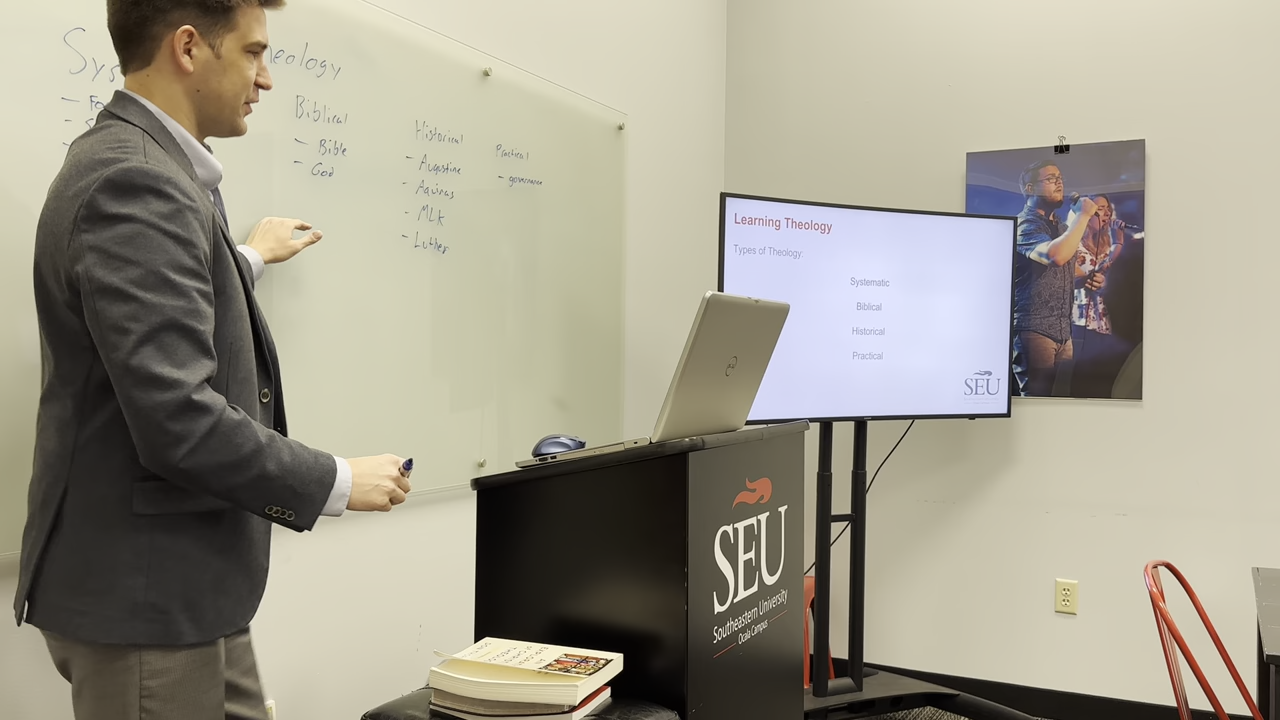 Sys
eology
Biblical
- Bible
- God
Historical
- Augustine
- Aquinas
- MLK
- Luther
Practical
- governance
Learning Theology
Types of Theology:
Systematic
Biblical
Historical
Practical
SEU
SEU
Southeastern University
Ocala Campus